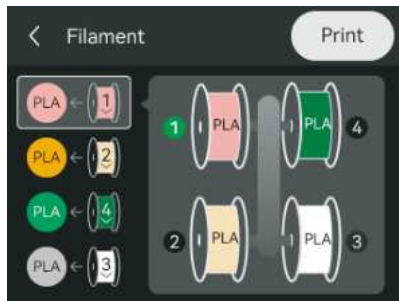 Filament
Print
PLA 1
PLA 2
PLA 4
PLA 3
1 PLA PLA 4
2 PLA PLA 3